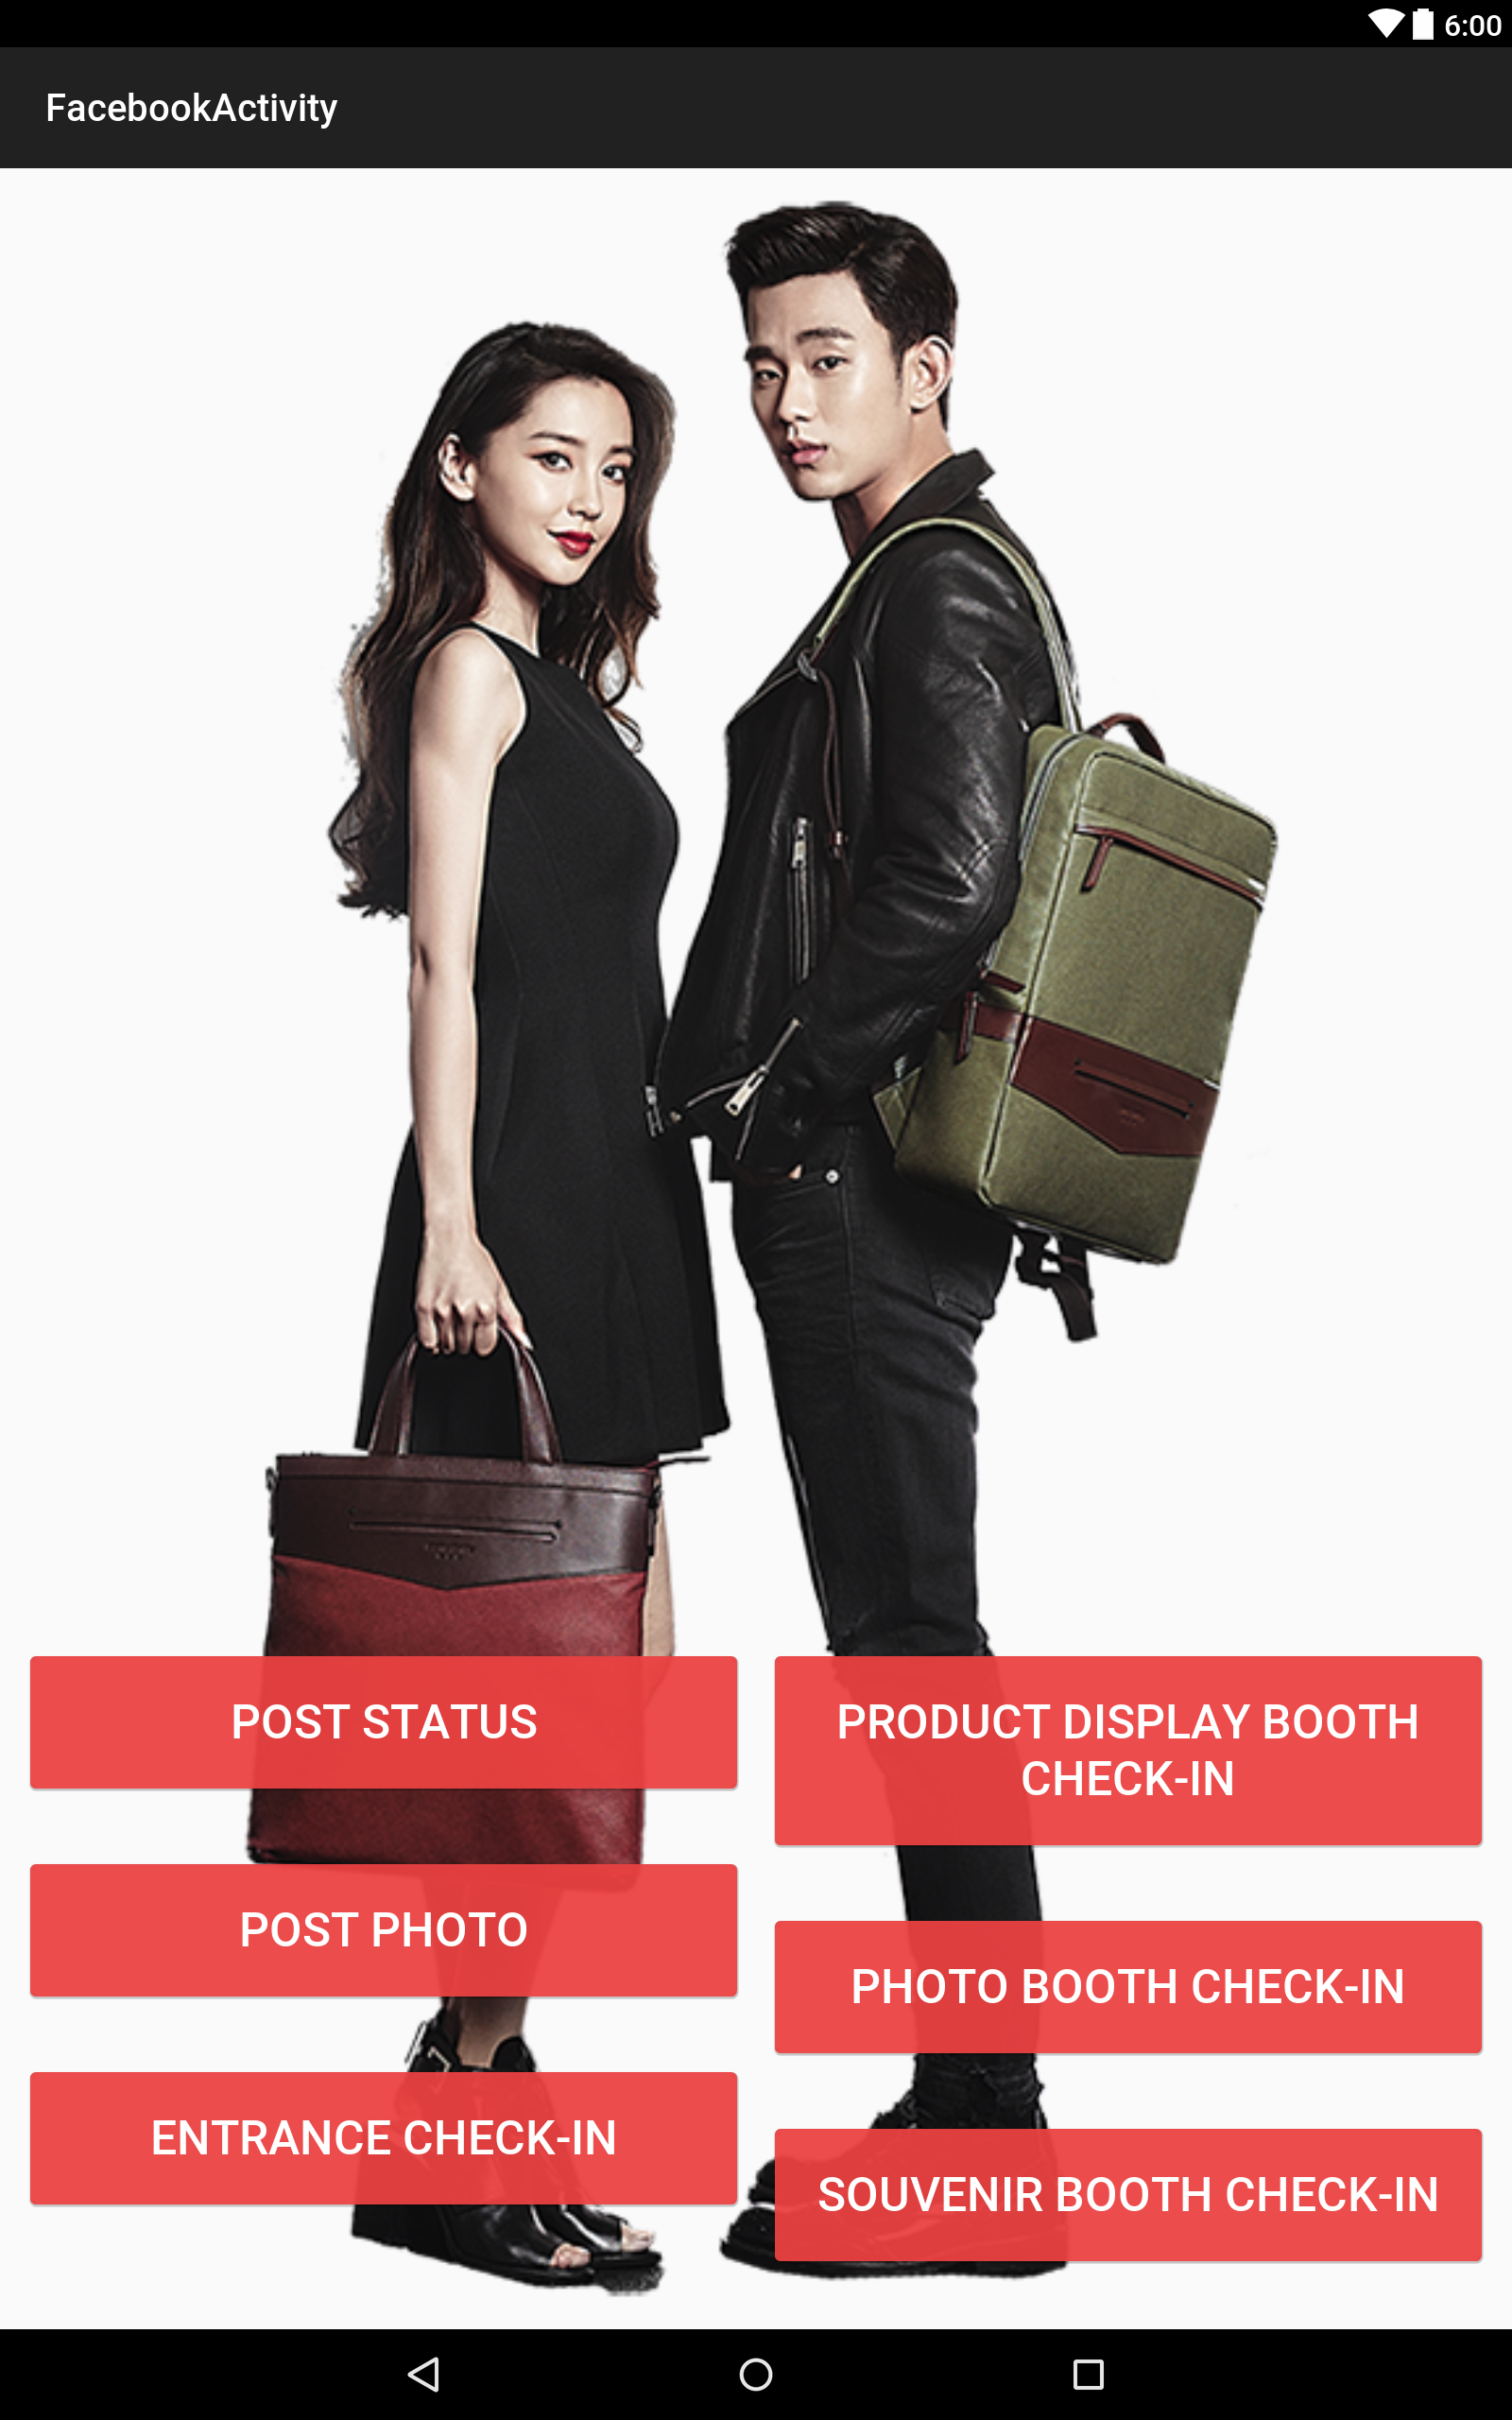 6:00
FacebookActivity
POST STATUS
POST PHOTO
ENTRANCE CHECK-IN
PRODUCT DISPLAY BOOTH
CHECK-IN
PHOTO BOOTH CHECK-IN
SOUVENIR BOOTH CHECK-IN